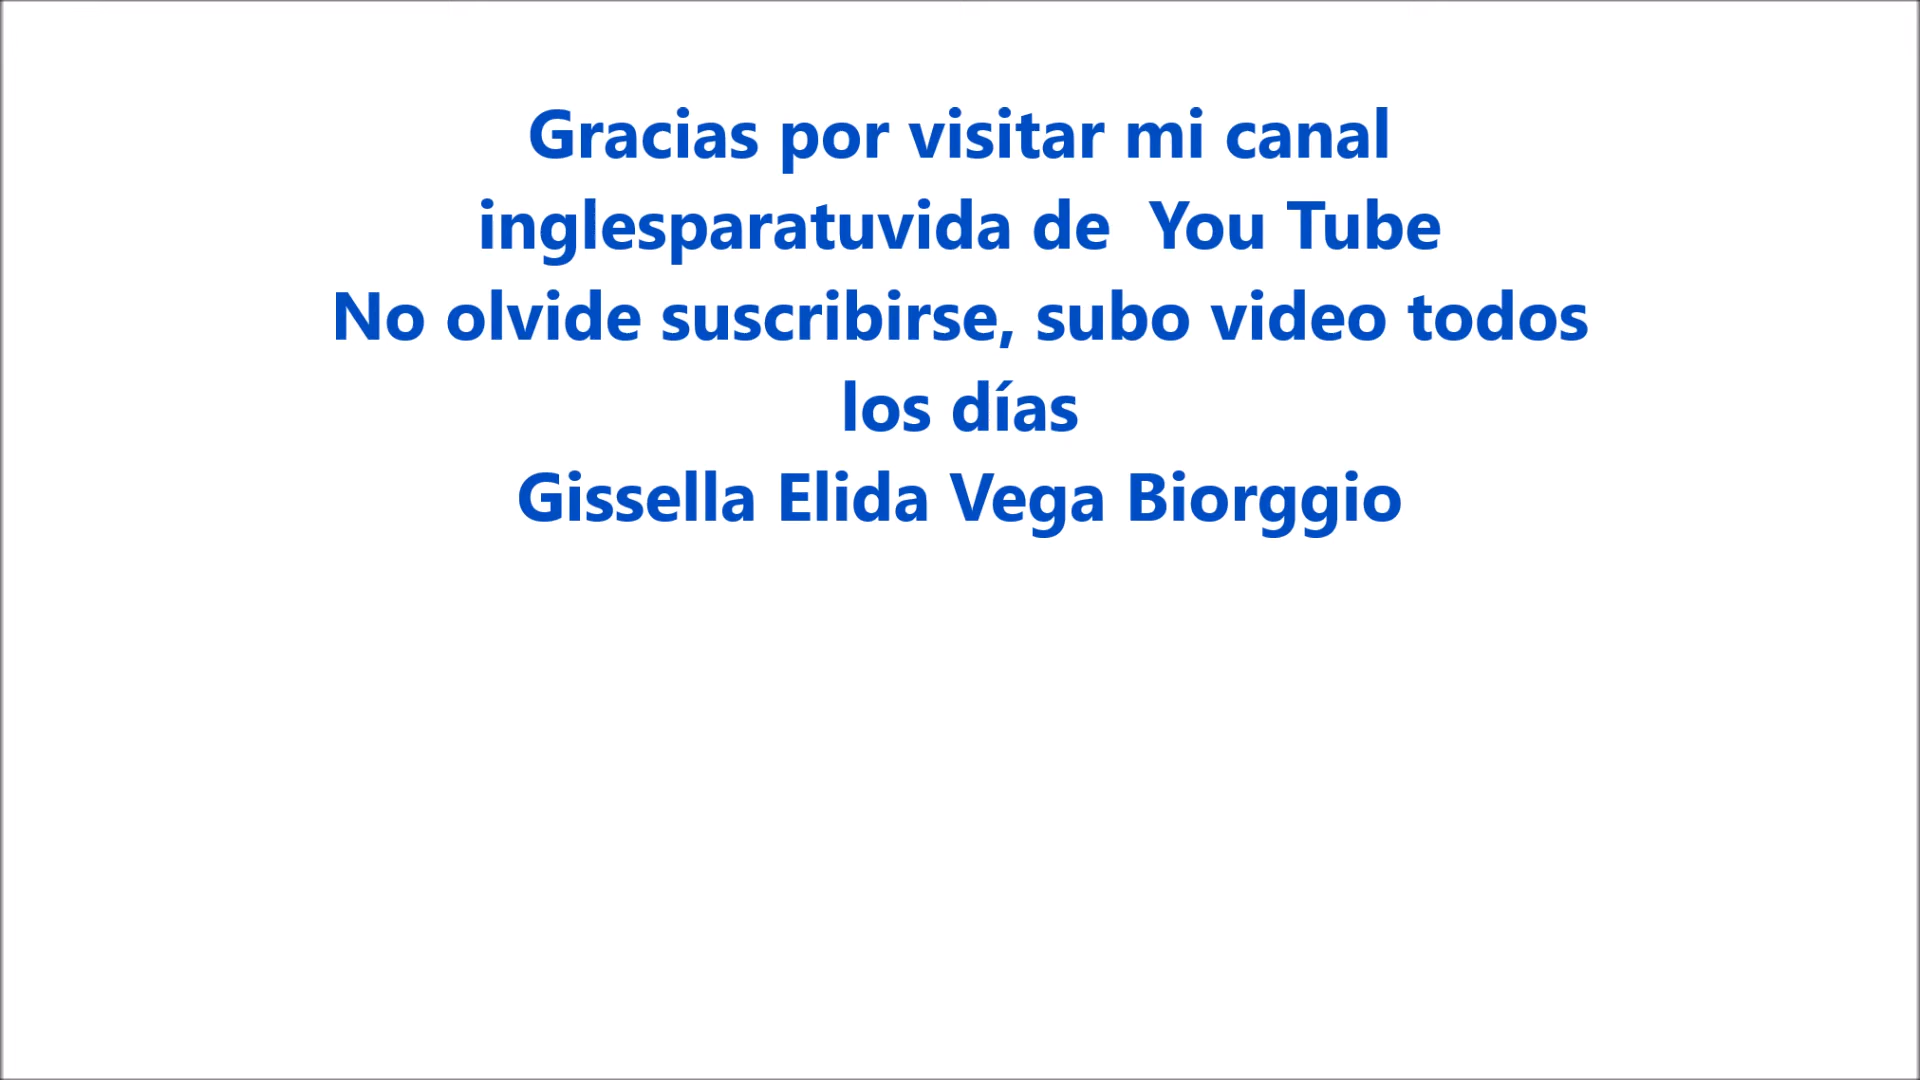 Gracias por visitar mi canal
inglesparatuvida de  You Tube
No olvide suscribirse, subo video todos
los días
Gissella Elida Vega Biorggio